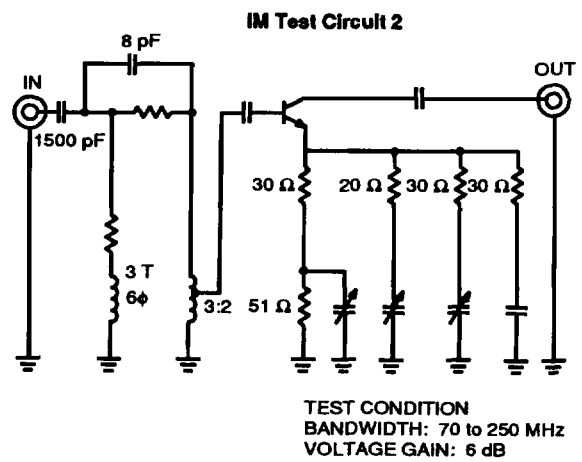 IM Test Circuit 2
8 pF
IN
OUT
1500 pF
30 Ω
20 Ω
30 Ω
30 Ω
3 T
6ϕ
3:2
51 Ω
TEST CONDITION
BANDWIDTH: 70 to 250 MHz
VOLTAGE GAIN: 6 dB